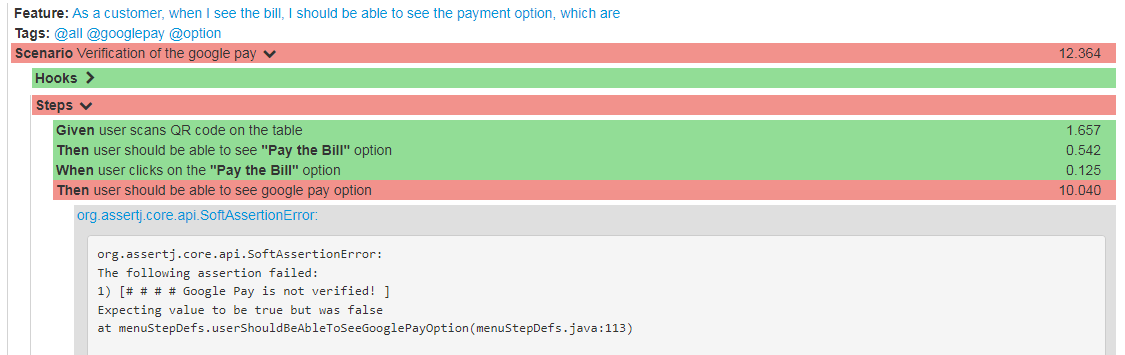 Feature: As a customer, when I see the bill, I should be able to see the payment option, which are
Tags: @all @googlepay @option
Scenario Verification of the google pay 12.364
Hooks
Steps
Given user scans QR code on the table 1.657
Then user should be able to see "Pay the Bill" option 0.542
When user clicks on the "Pay the Bill" option 0.125
Then user should be able to see google pay option 10.040
org.assertj.core.api.SoftAssertionError:
org.assertj.core.api.SoftAssertionError:
The following assertion failed:
1) [# # # # Google Pay is not verified! ]
Expecting value to be true but was false
at menuStepDefs.userShouldBeAbleToSeeGooglePayOption(menuStepDefs.java:113)